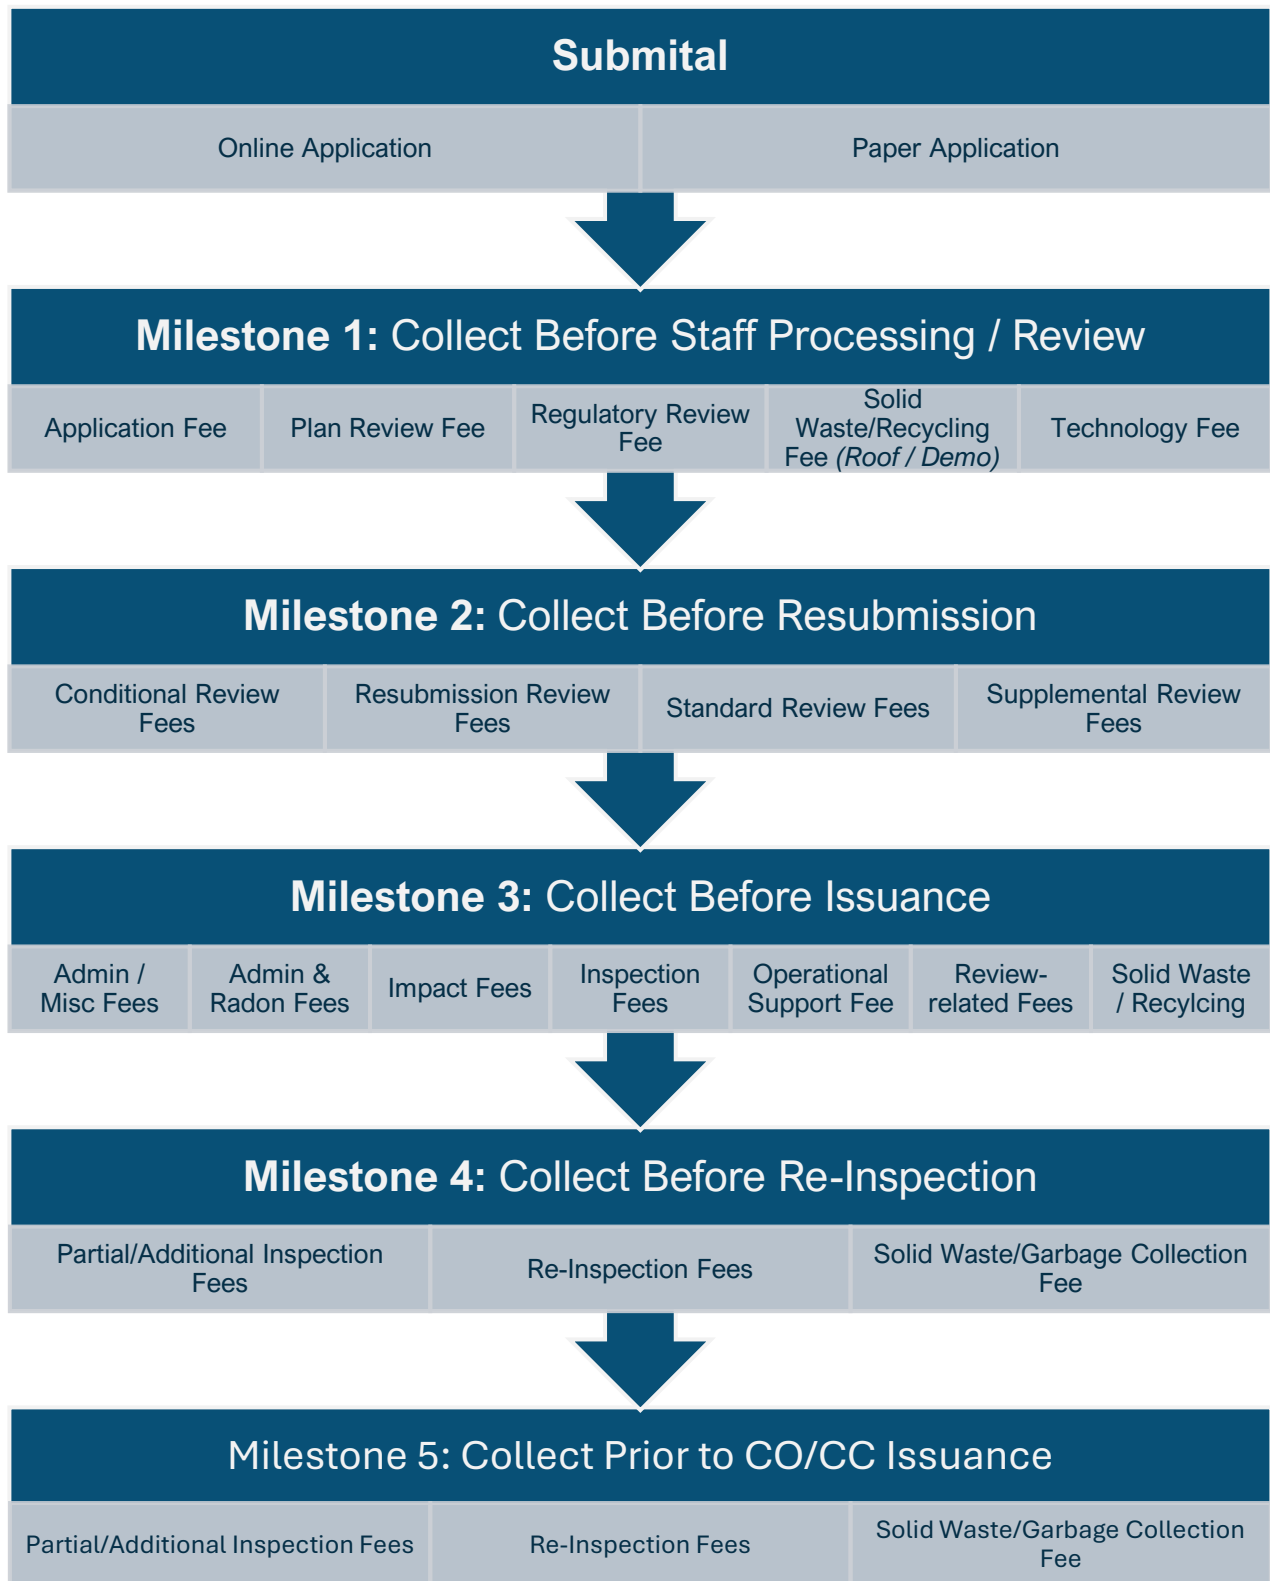 Submital
Online Application
Paper Application
Milestone 1: Collect Before Staff Processing / Review
Application Fee
Plan Review Fee
Regulatory Review
Fee
Solid
Waste/Recycling
Fee (Roof / Demo)
Technology Fee
Milestone 2: Collect Before Resubmission
Conditional Review
Fees
Resubmission Review
Fees
Standard Review Fees
Supplemental Review
Fees
Milestone 3: Collect Before Issuance
Admin /
Misc Fees
Admin &
Radon Fees
Impact Fees
Inspection
Fees
Operational
Support Fee
Review-
related Fees
Solid Waste
/ Recylcing
Milestone 4: Collect Before Re-Inspection
Partial/Additional Inspection
Fees
Re-Inspection Fees
Solid Waste/Garbage Collection
Fee
Milestone 5: Collect Prior to CO/CC Issuance
Partial/Additional Inspection Fees
Re-Inspection Fees
Solid Waste/Garbage Collection
Fee